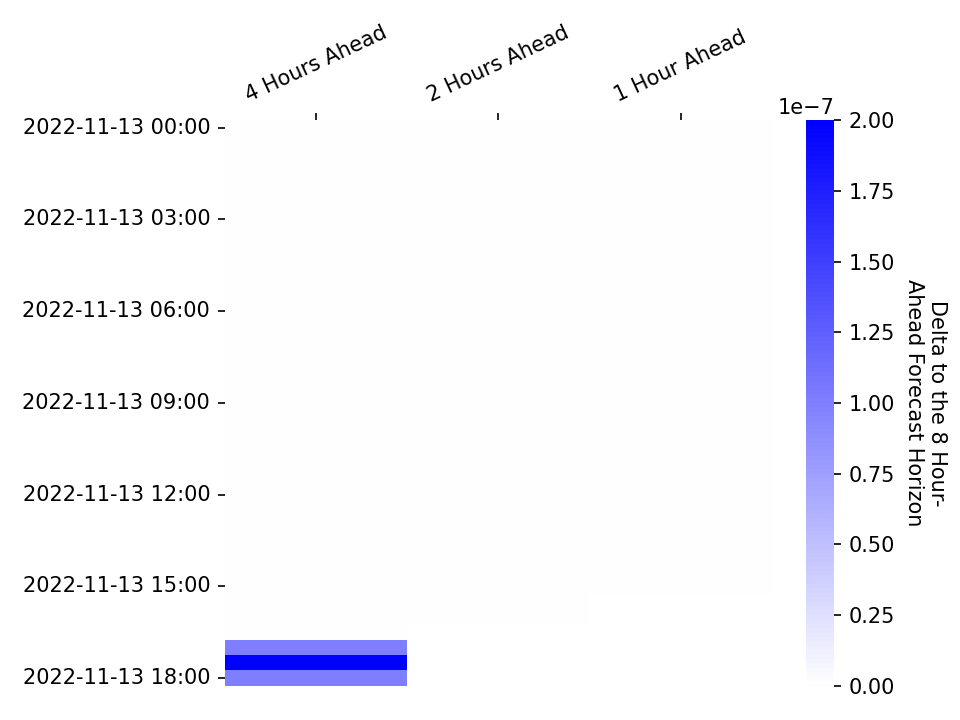 4 Hours Ahead
2 Hours Ahead
1 Hour Ahead
2022-11-13 00:00
2022-11-13 03:00
2022-11-13 06:00
2022-11-13 09:00
2022-11-13 12:00
2022-11-13 15:00
2022-11-13 18:00
1e−7
2.00
1.75
1.50
1.25
1.00
0.75
0.50
0.25
0.00
Delta to the 8 Hour-
Ahead Forecast Horizon